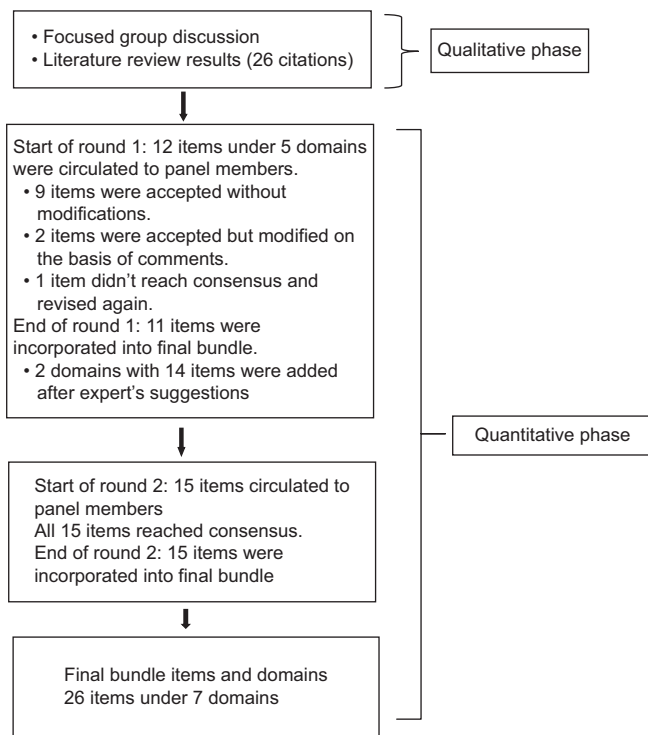 • Focused group discussion
• Literature review results (26 citations)
Qualitative phase
Start of round 1: 12 items under 5 domains
were circulated to panel members.
• 9 items were accepted without
modifications.
• 2 items were accepted but modified on
the basis of comments.
• 1 item didn't reach consensus and
revised again.
End of round 1: 11 items were
incorporated into final bundle.
• 2 domains with 14 items were added
after expert's suggestions
Quantitative phase
Start of round 2: 15 items circulated to
panel members
All 15 items reached consensus.
End of round 2: 15 items were
incorporated into final bundle
Final bundle items and domains
26 items under 7 domains